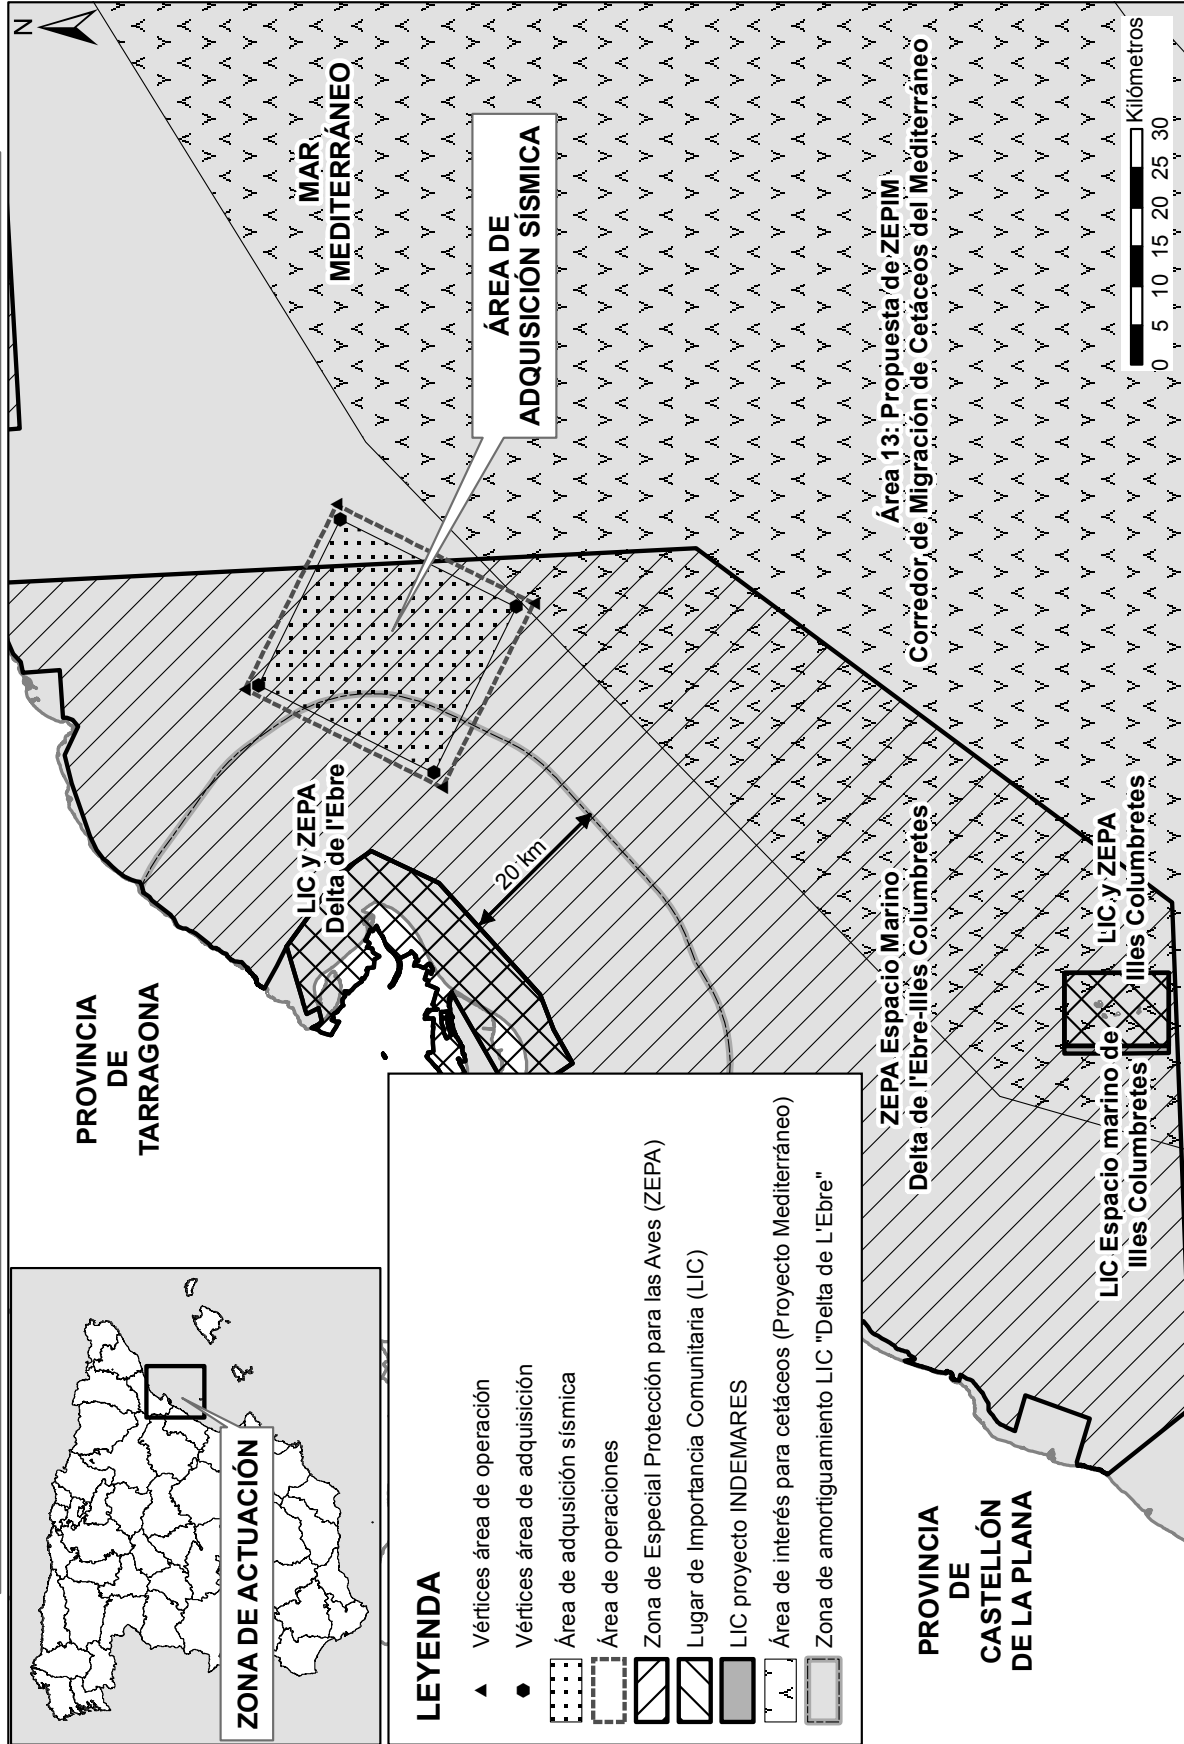 ZONA DE ACTUACIÓN
LEYENDA
Vértices área de operación
Vértices área de adquisición
Área de adqusición sísmica
Área de operaciones
Zona de Especial Protección para las Aves (ZEPA)
Lugar de Importancia Comunitaria (LIC)
LIC proyecto INDEMARES
Área de interés para cetáceos (Proyecto Mediterráneo)
Zona de amortiguamiento LIC "Delta de L'Ebre"
PROVINCIA
DE
TARRAGONA
LIC y ZEPA
Delta de l'Ebre
20 km
MAR
MEDITERRÁNEO
ÁREA DE
ADQUISICIÓN SÍSMICA
N
ZEPA Espacio Marino
Delta de l'Ebre-Illes Columbretes
Área 13: Propuesta de ZEPIM
Corredor de Migración de Cetáceos del Mediterráneo
PROVINCIA
DE
CASTELLÓN
DE LA PLANA
LIC Espacio marino de
Illes Columbretes
LIC y ZEPA
Illes Columbretes
Kilómetros
0 5 10 15 20 25 30